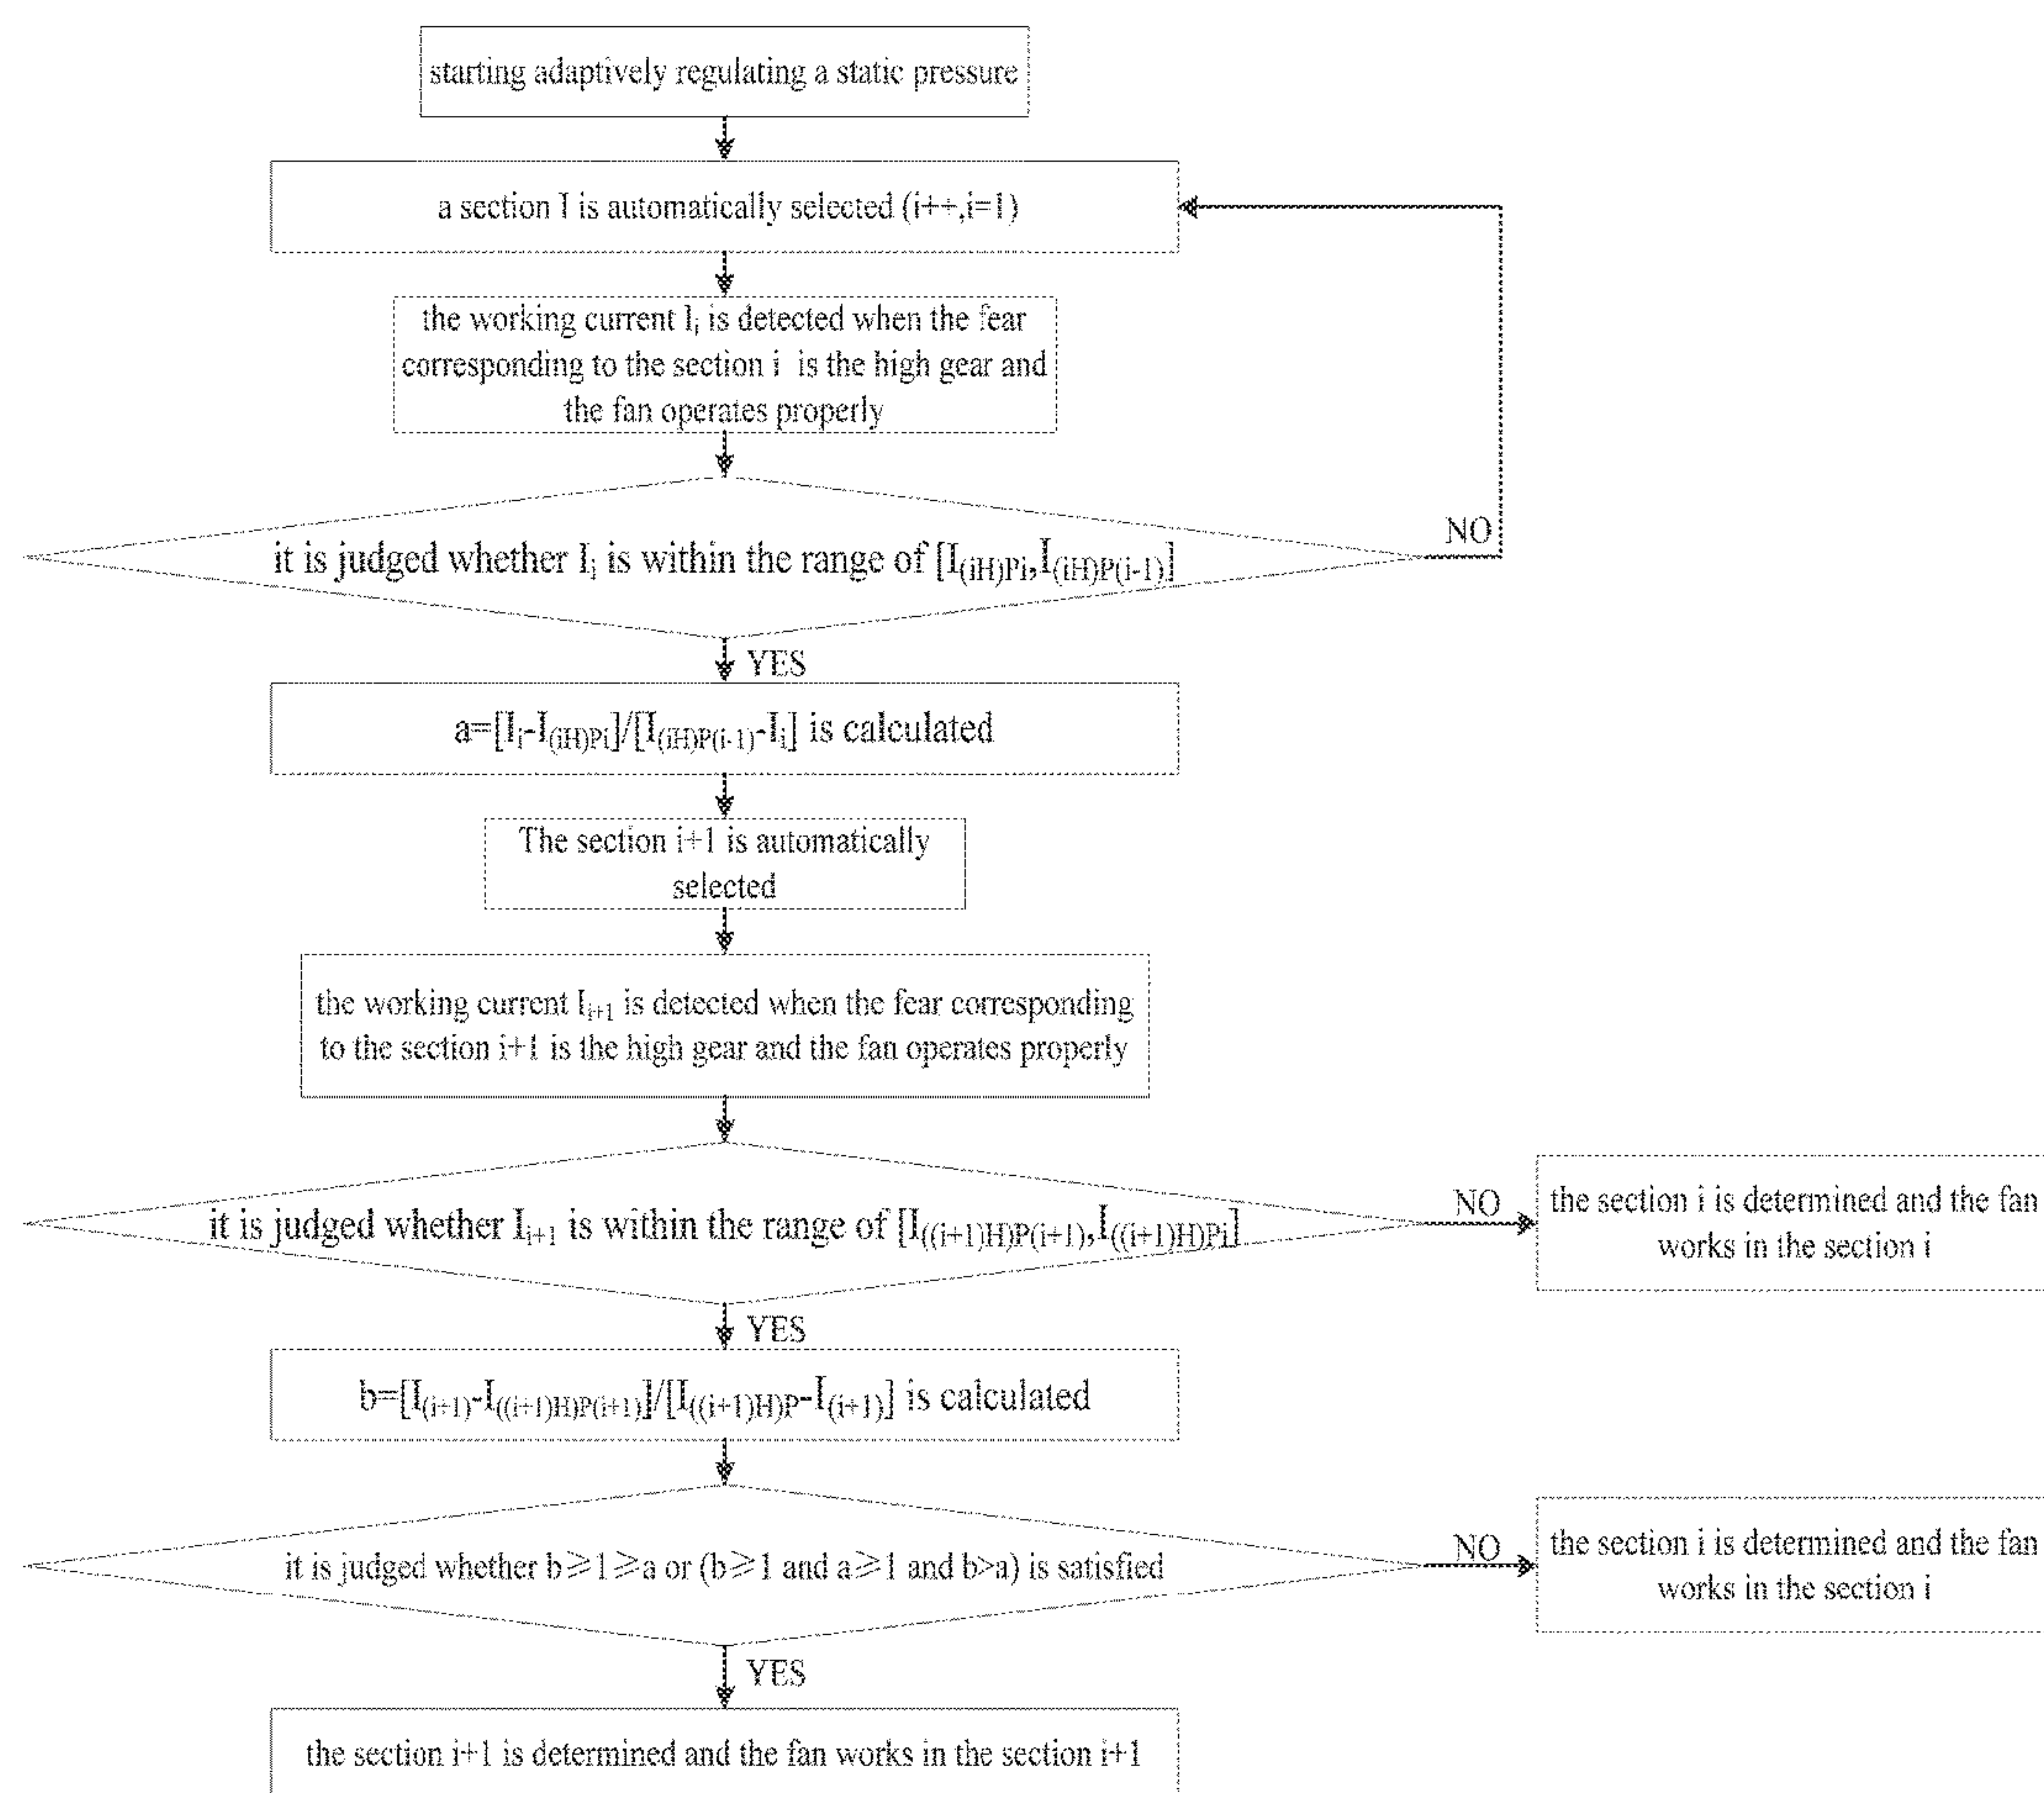 starting adaptively regulating a static pressure
a section I is automatically selected (i++,i=1)
the working current Iᵢ is detected when the fear
corresponding to the section i is the high gear and
the fan operates properly
it is judged whether Iᵢ is within the range of [I(iH)Pi,I(iH)P(i-1)]
NO
YES
a=[Iᵢ-I(iH)Pi]/[I(iH)P(i-1)-Iᵢ] is calculated
The section i+1 is automatically
selected
the working current Ii+1 is detected when the fear corresponding
to the section i+1 is the high gear and the fan operates properly
it is judged whether Ii+1 is within the range of [I((i+1)H)P(i+1),I((i+1)H)Pi]
NO
the section i is determined and the fan
works in the section i
YES
b=[I(i+1)-I((i+1)H)P(i+1)]/[I((i+1)H)P-I(i+1)] is calculated
it is judged whether b≥1≥a or (b≥1 and a≥1 and b>a) is satisfied
NO
the section i is determined and the fan
works in the section i
YES
the section i+1 is determined and the fan works in the section i+1